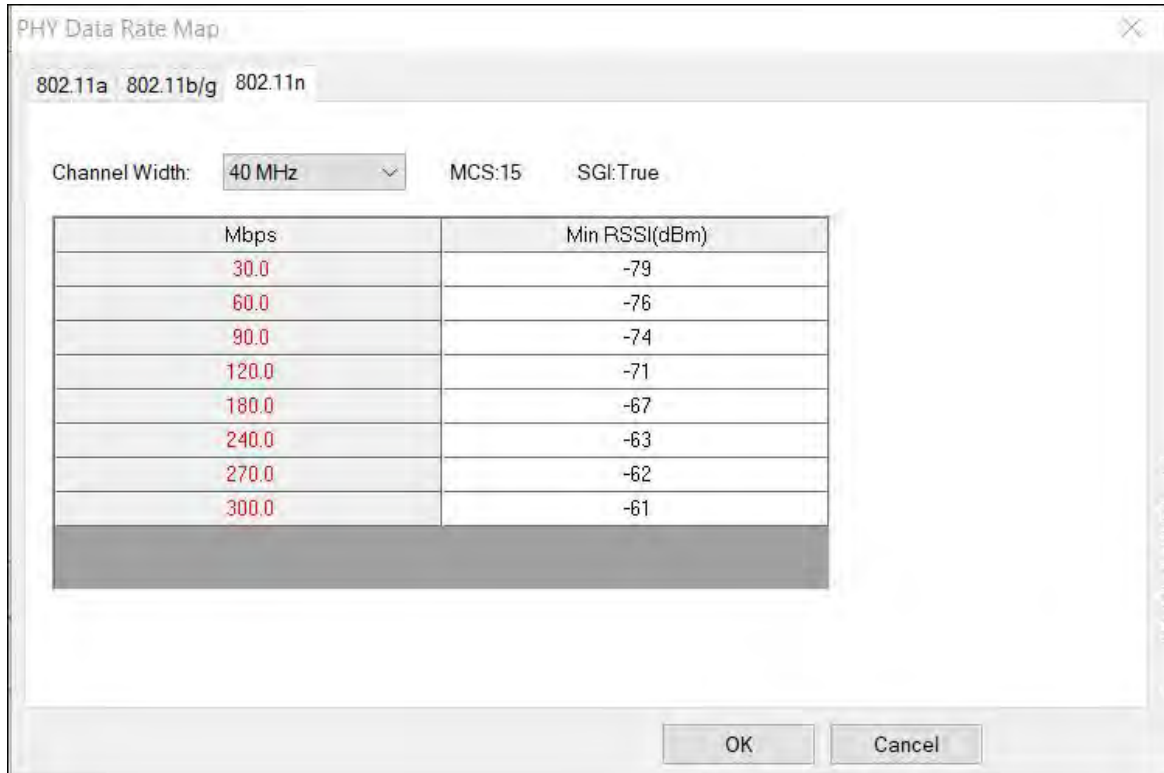 PHY Data Rate Map
802.11a 802.11b/g 802.11n
Channel Width: 40 MHz MCS:15 SGI:True
Mbps Min RSSI(dBm)
30.0 -79
60.0 -76
90.0 -74
120.0 -71
180.0 -67
240.0 -63
270.0 -62
300.0 -61
OK Cancel